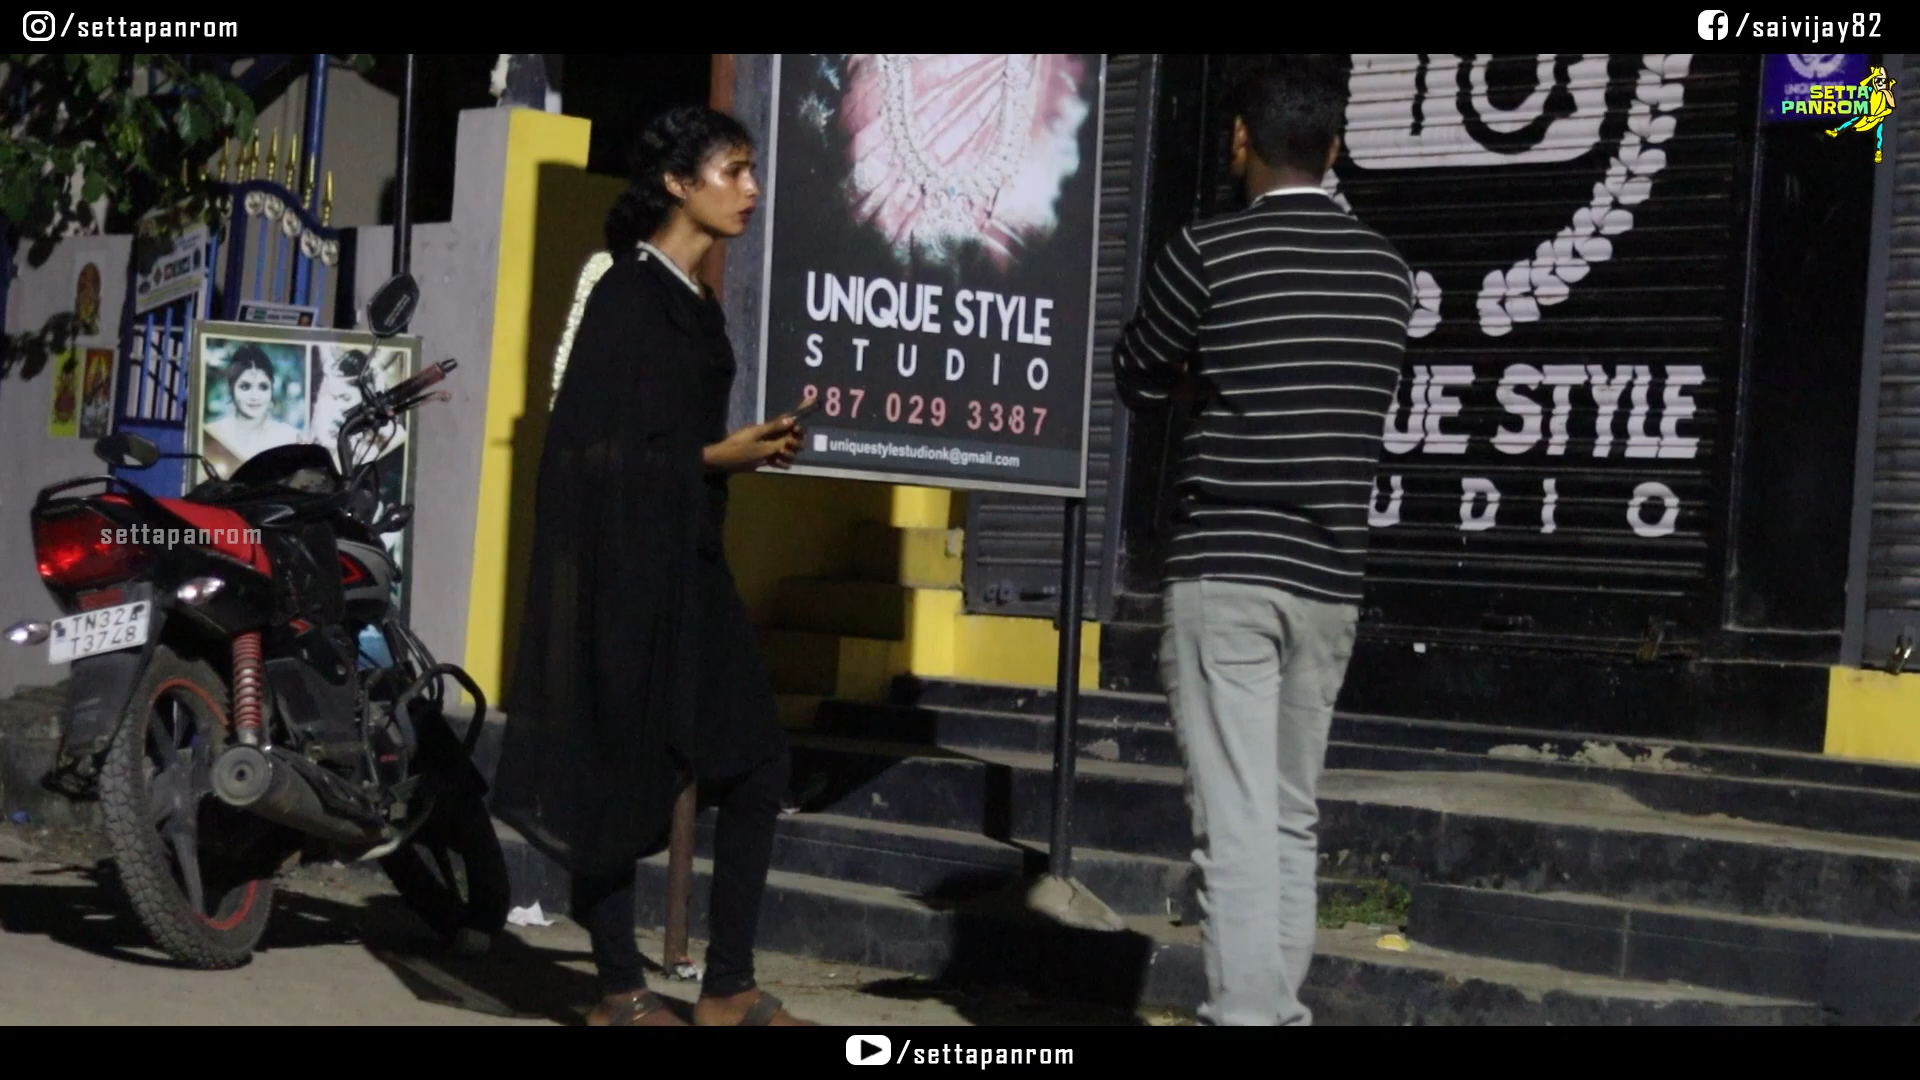 /settapanrom
/saivijay82
SETTA
PANROM
UNIQUE STYLE
STUDIO
887 029 3387
uniquestylestudionk@gmail.com
UE STYLE
UDIO
settapanrom
TN32
T3748
/settapanrom